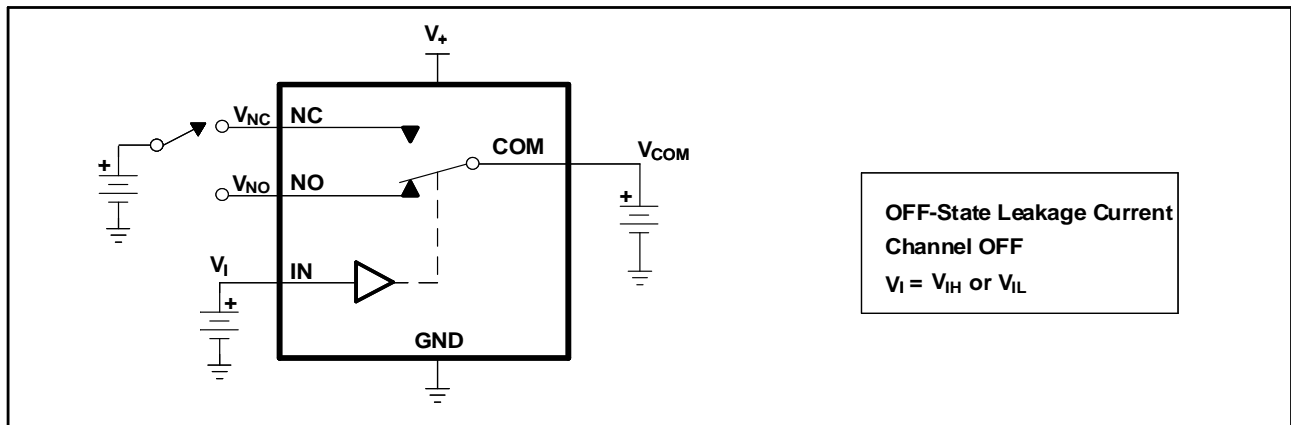 V+
VNC NC
COM
VCOM
+
VNO NO
+
VI IN
+
GND
OFF-State Leakage Current
Channel OFF
VI = VIH or VIL